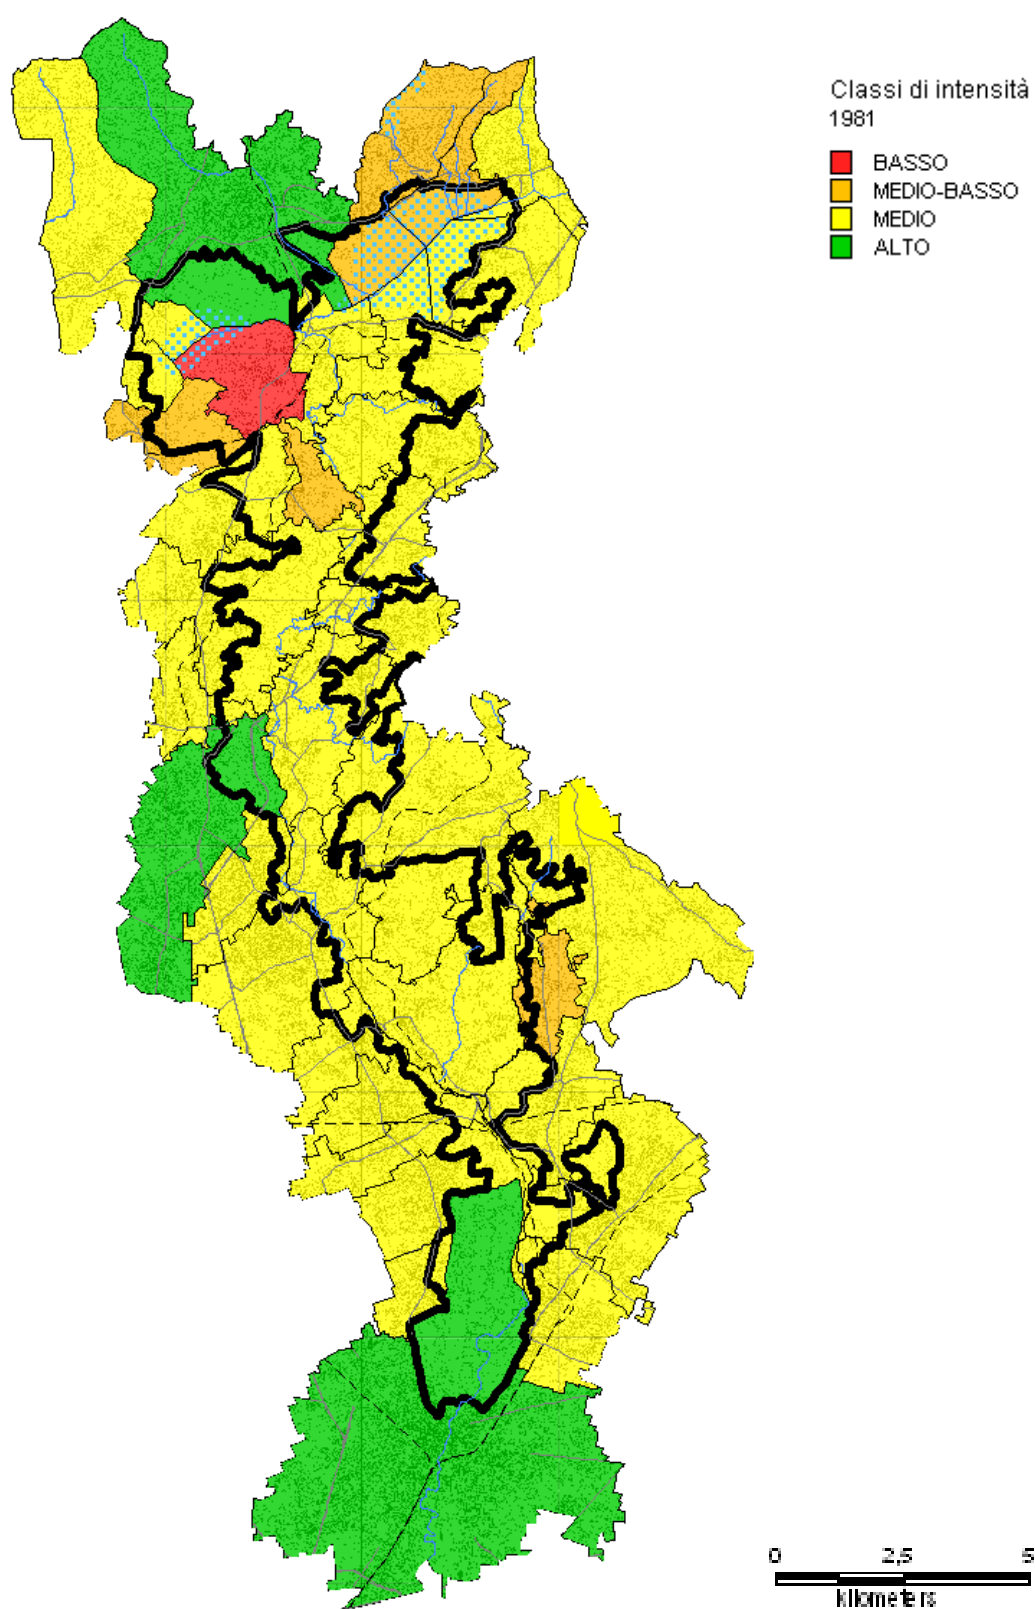 Classi di intensità
1981
BASSO
MEDIO-BASSO
MEDIO
ALTO
0 2,5 5
kilometers